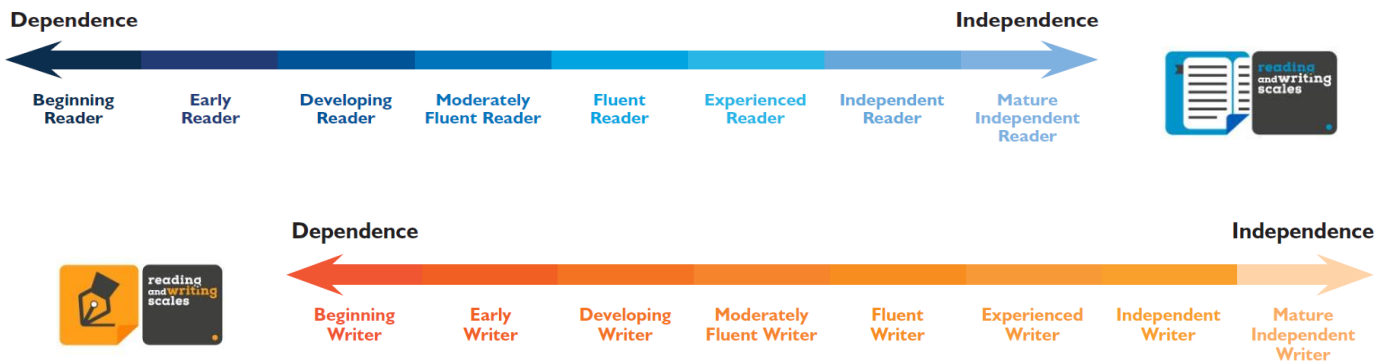 Dependence Independence
Beginning Reader
Early Reader
Developing Reader
Moderately Fluent Reader
Fluent Reader
Experienced Reader
Independent Reader
Mature Independent Reader
reading
and writing
scales
Dependence Independence
reading
and writing
scales
Beginning Writer
Early Writer
Developing Writer
Moderately Fluent Writer
Fluent Writer
Experienced Writer
Independent Writer
Mature Independent Writer